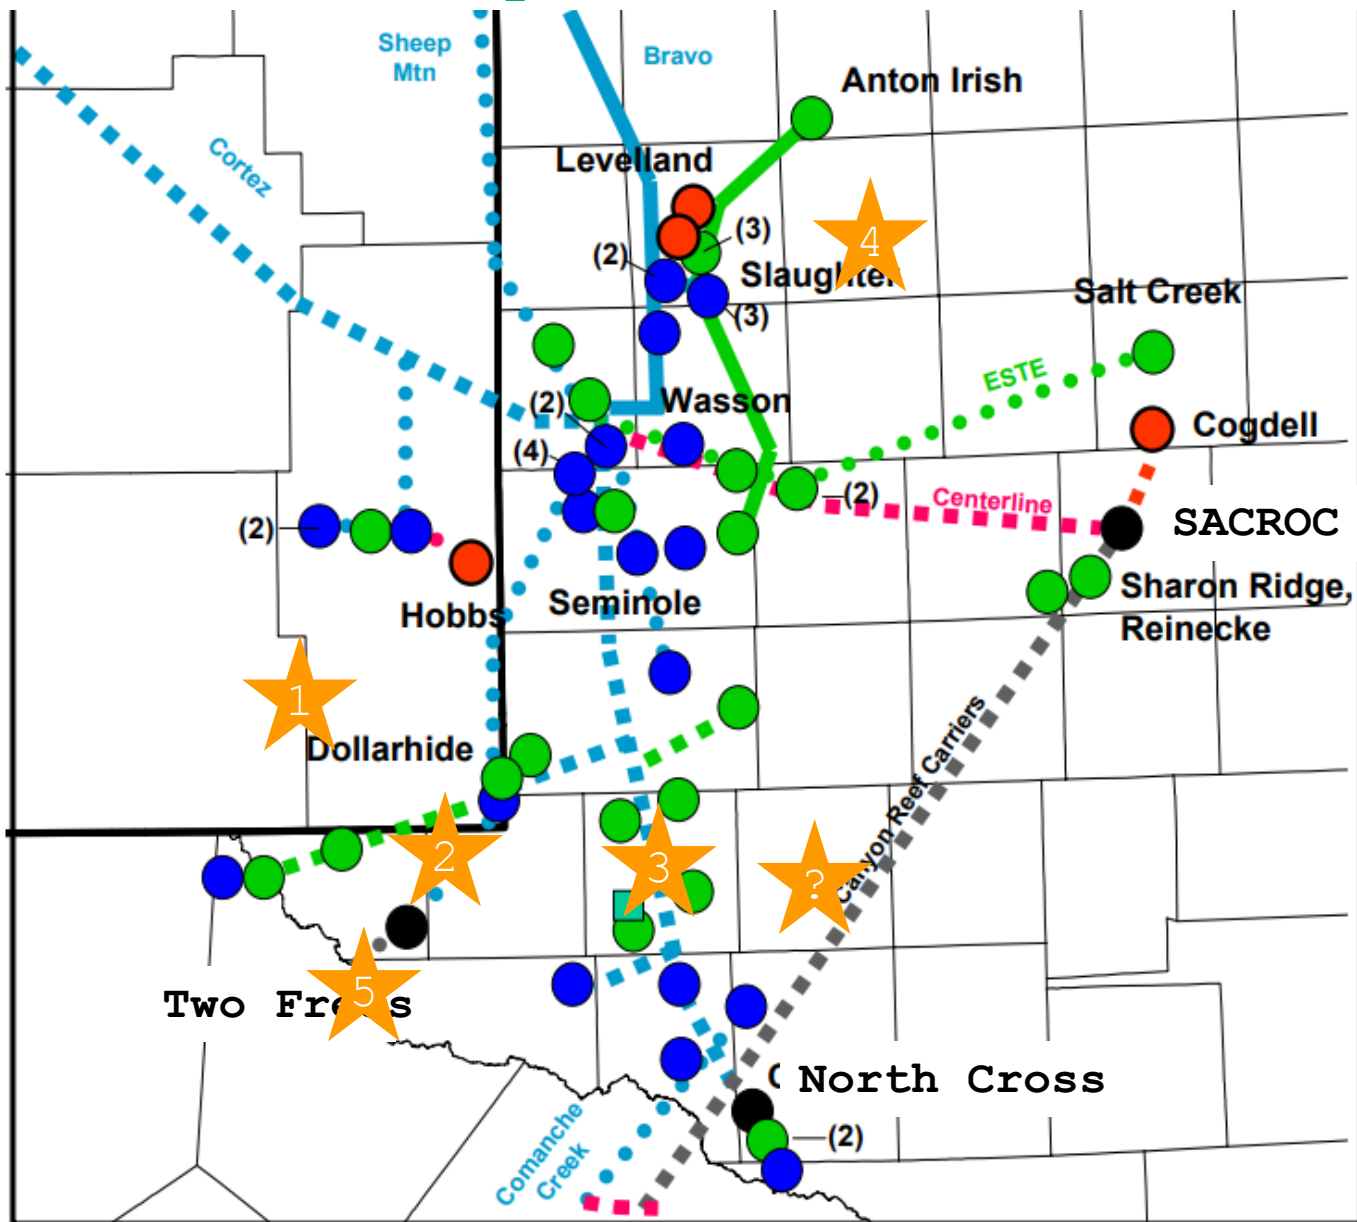 Sheep
Mtn
Bravo
Anton Irish
Cortez
Levelland
(3)
(2)
4
Slaughter
(3)
Salt Creek
ESTE
(2)
Wasson
Cogdell
(4)
(2)
Centerline
(2)
SACROC
Hobbs
Seminole
Sharon Ridge,
Reinecke
1
Dollarhide
Canyon Reef Carriers
2
3
?
5
Two
North Cross
(2)
Comanche
Creek